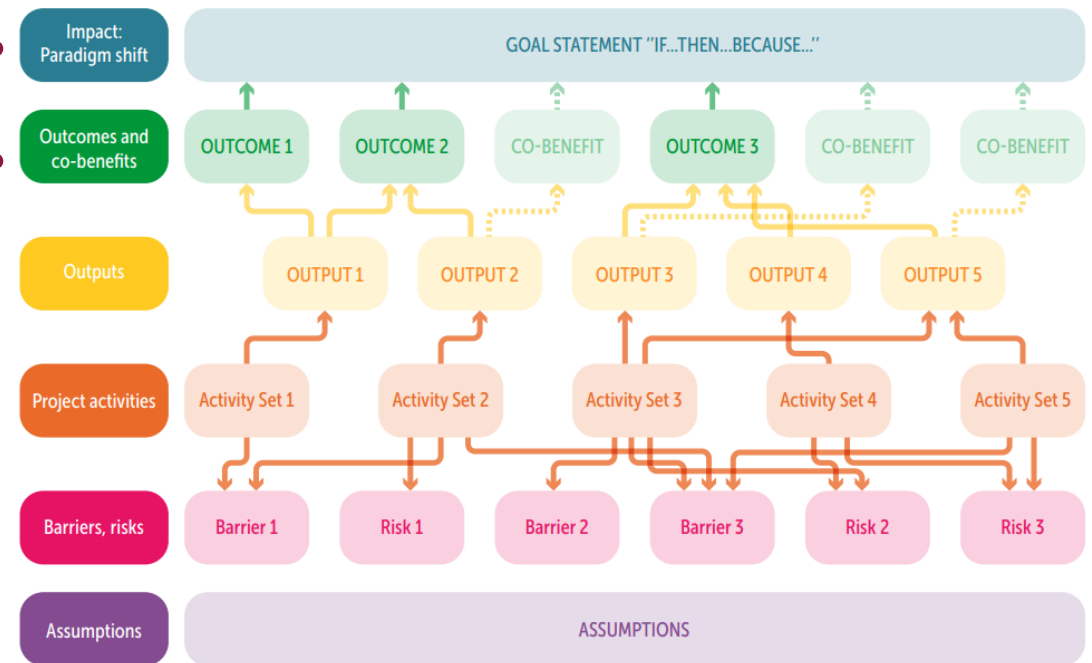 Impact:
Paradigm shift
GOAL STATEMENT "IF...THEN...BECAUSE..."
Outcomes and
co-benefits
OUTCOME 1
OUTCOME 2
CO-BENEFIT
OUTCOME 3
CO-BENEFIT
CO-BENEFIT
Outputs
OUTPUT 1
OUTPUT 2
OUTPUT 3
OUTPUT 4
OUTPUT 5
Project activities
Activity Set 1
Activity Set 2
Activity Set 3
Activity Set 4
Activity Set 5
Barriers, risks
Barrier 1
Risk 1
Barrier 2
Barrier 3
Risk 2
Risk 3
Assumptions
ASSUMPTIONS